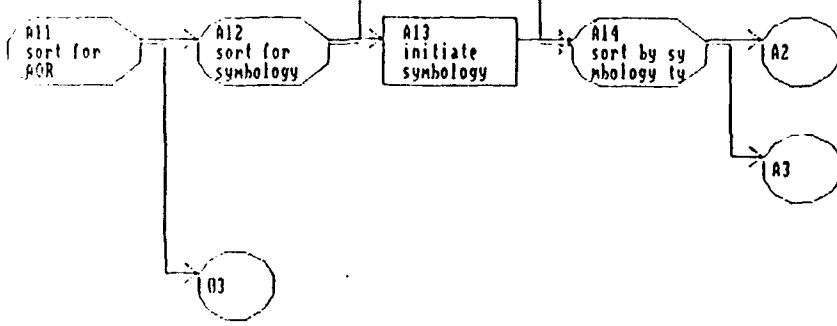 A11
sort for
AOR
A12
sort for
symbology
A13
initiate
symbology
A14
sort by sy
mbology ty
A2
A3
03